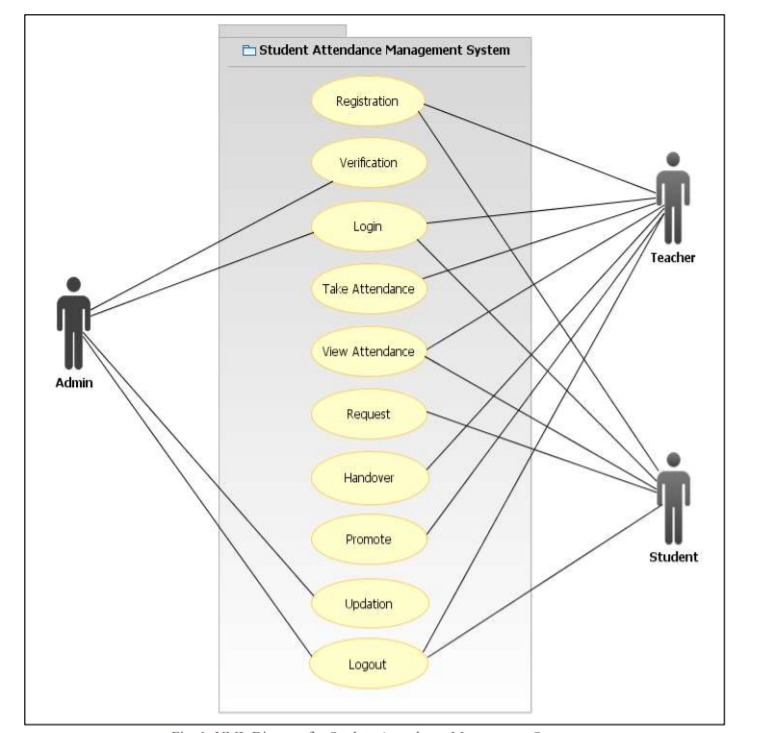 Student Attendance Management System
Registration
Verification
Login
Take Attendance
View Attendance
Request
Handover
Promote
Updation
Logout
Admin
Teacher
Student